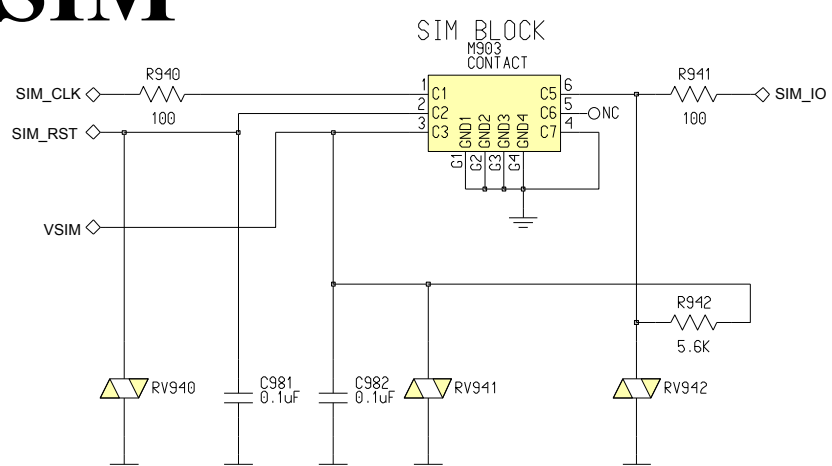 SIM
SIM BLOCK
M903
CONTACT
R940
100
SIM_CLK
SIM_RST
VSIM
1 C1
2 C2
3 C3
C5 6
C6 5
C7 4
NC
GND1
GND2
GND3
GND4
G1
G2
G3
G4
R941
100
SIM_IO
R942
5.6K
RV940
C981
0.1uF
C982
0.1uF
RV941
RV942